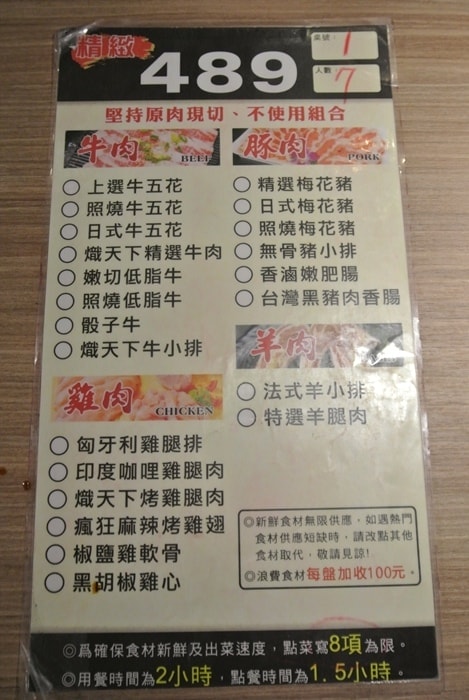 精緻
489
桌號： 1
人數： 7
堅持原肉現切、不使用組合
牛肉
BEEF
上選牛五花
照燒牛五花
日式牛五花
熾天下精選牛肉
嫩切低脂牛
照燒低脂牛
骰子牛
熾天下牛小排
豚肉
PORK
精選梅花豬
日式梅花豬
照燒梅花豬
無骨豬小排
香滷嫩肥腸
台灣黑豬肉香腸
羊肉
法式羊小排
特選羊腿肉
雞肉
CHICKEN
匈牙利雞腿排
印度咖哩雞腿肉
熾天下烤雞腿肉
瘋狂麻辣烤雞翅
椒鹽雞軟骨
黑胡椒雞心
◎新鮮食材無限供應，如遇熱門
食材供應短缺時，請改點其他
食材取代，敬請見諒!
◎浪費食材每盤加收100元。
◎爲確保食材新鮮及出菜速度，點菜寫8項為限。
◎用餐時間為2小時，點餐時間為1.5小時。